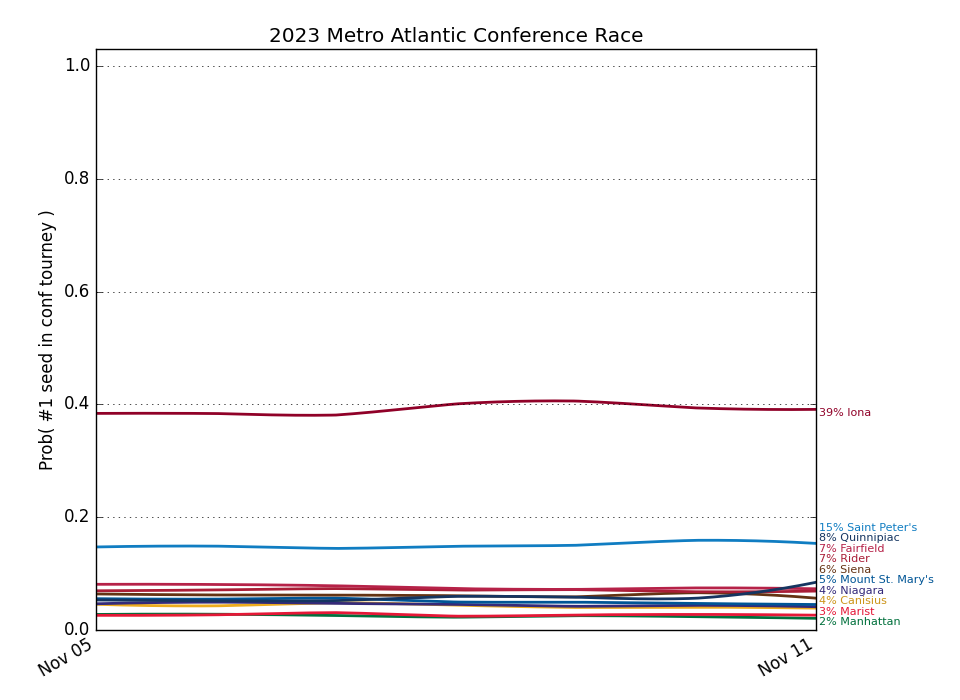 2023 Metro Atlantic Conference Race
Prob( #1 seed in conf tourney )
1.0
0.8
0.6
0.4
0.2
0.0
Nov 05
Nov 11
39% Iona
15% Saint Peter's
8% Quinnipiac
7% Fairfield
7% Rider
6% Siena
5% Mount St. Mary's
4% Niagara
4% Canisius
3% Marist
2% Manhattan